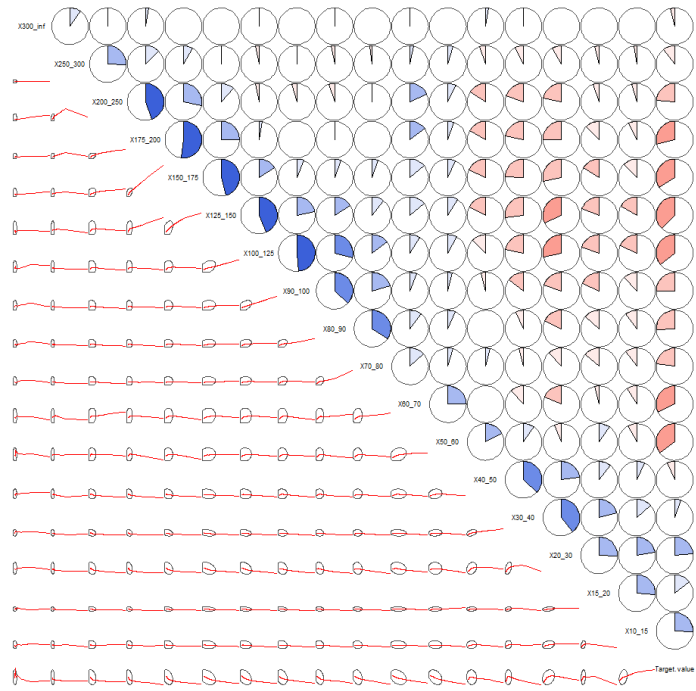 X300_inf
X250_300
X200_250
X175_200
X150_175
X125_150
X100_125
X90_100
X80_90
X70_80
X60_70
X50_60
X40_50
X30_40
X20_30
X15_20
X10_15
Target.value